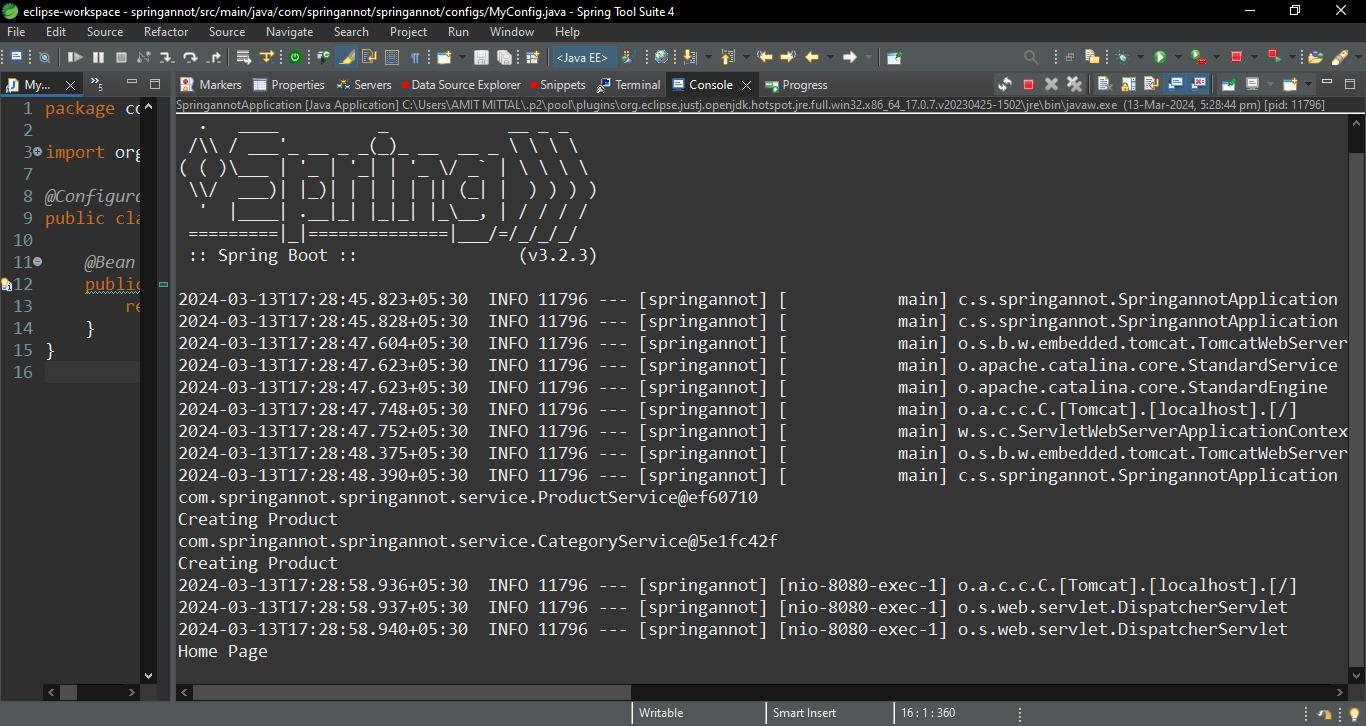 eclipse-workspace - springannot/src/main/java/com/springannot/springannot/configs/MyConfig.java - Spring Tool Suite 4
File Edit Source Refactor Source Navigate Search Project Run Window Help
<Java EE>
My... »5 Markers Properties Servers Data Source Explorer Snippets Terminal Console Progress
SpringannotApplication [Java Application] C:\Users\AMIT MITTAL\.p2\pool\plugins\org.eclipse.justj.openjdk.hotspot.jre.full.win32.x86_64_17.0.7.v20230425-1502\jre\bin\javaw.exe (13-Mar-2024, 5:28:44 pm) [pid: 11796]
1 package co
2
3 import org
7
8 @Configura
9 public cla
10
11 @Bean
12 public
13 re
14 }
15 }
16
Spring
:: Spring Boot :: (v3.2.3)
2024-03-13T17:28:45.823+05:30 INFO 11796 --- [springannot] [ main] c.s.springannot.SpringannotApplication
2024-03-13T17:28:45.828+05:30 INFO 11796 --- [springannot] [ main] c.s.springannot.SpringannotApplication
2024-03-13T17:28:47.604+05:30 INFO 11796 --- [springannot] [ main] o.s.b.w.embedded.tomcat.TomcatWebServer
2024-03-13T17:28:47.623+05:30 INFO 11796 --- [springannot] [ main] o.apache.catalina.core.StandardService
2024-03-13T17:28:47.623+05:30 INFO 11796 --- [springannot] [ main] o.apache.catalina.core.StandardEngine
2024-03-13T17:28:47.748+05:30 INFO 11796 --- [springannot] [ main] o.a.c.c.C.[Tomcat].[localhost].[/]
2024-03-13T17:28:47.752+05:30 INFO 11796 --- [springannot] [ main] w.s.c.ServletWebServerApplicationContex
2024-03-13T17:28:48.375+05:30 INFO 11796 --- [springannot] [ main] o.s.b.w.embedded.tomcat.TomcatWebServer
2024-03-13T17:28:48.390+05:30 INFO 11796 --- [springannot] [ main] c.s.springannot.SpringannotApplication
com.springannot.springannot.service.ProductService@ef60710
Creating Product
com.springannot.springannot.service.CategoryService@5e1fc42f
Creating Product
2024-03-13T17:28:58.936+05:30 INFO 11796 --- [springannot] [nio-8080-exec-1] o.a.c.c.C.[Tomcat].[localhost].[/]
2024-03-13T17:28:58.937+05:30 INFO 11796 --- [springannot] [nio-8080-exec-1] o.s.web.servlet.DispatcherServlet
2024-03-13T17:28:58.940+05:30 INFO 11796 --- [springannot] [nio-8080-exec-1] o.s.web.servlet.DispatcherServlet
Home Page
Writable Smart Insert 16 : 1 : 360